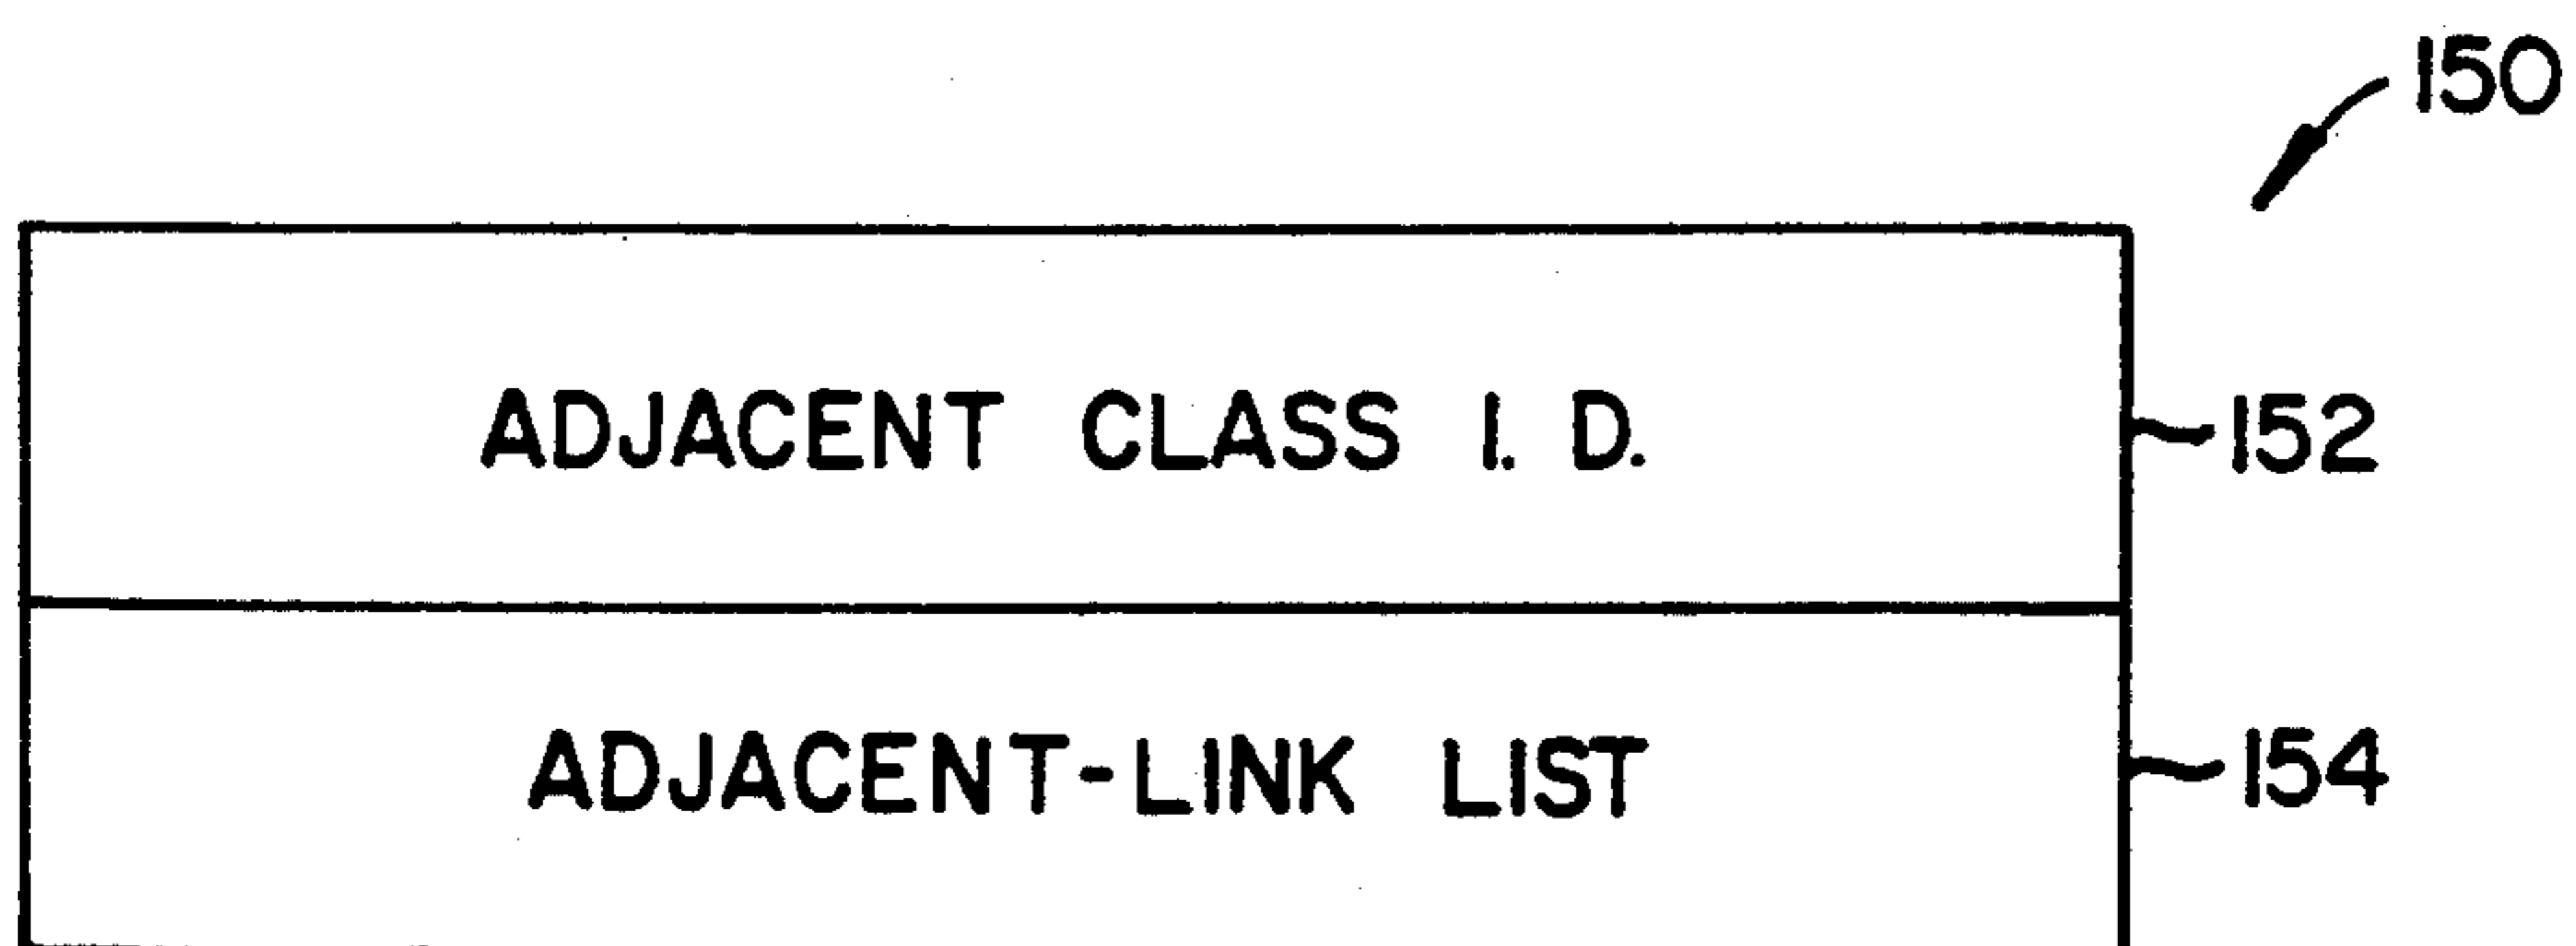 150
ADJACENT CLASS I. D.
152
ADJACENT-LINK LIST
154